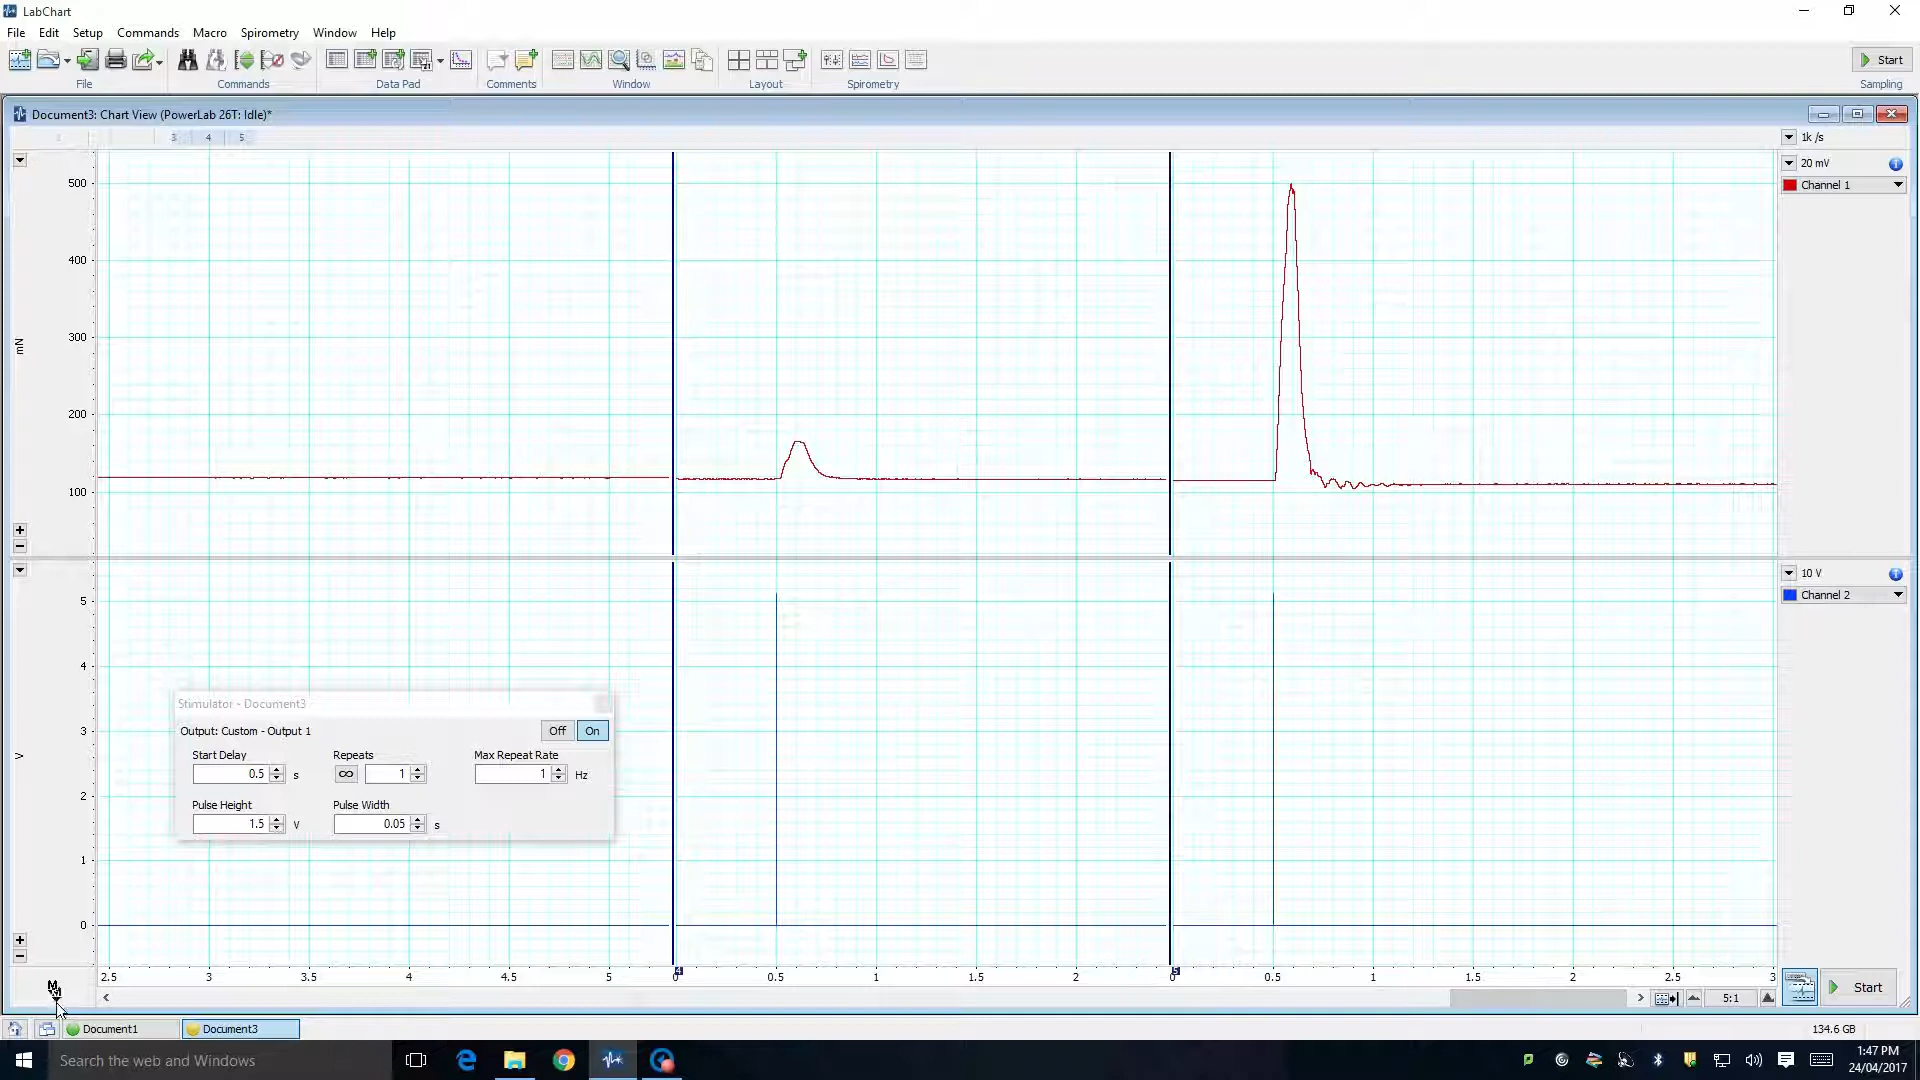 LabChart
File Edit Setup Commands Macro Spirometry Window Help
Start
File Commands Data Pad Comments Window Layout Spirometry Sampling
Document3: Chart View (PowerLab 26T: Idle)*
3 4 5
1k /s
20 mV
Channel 1
500
400
300
200
100
mN
10 V
Channel 2
5
4
3
2
1
0
V
Stimulator - Document3
Output: Custom - Output 1 Off On
Start Delay Repeats Max Repeat Rate
0.5 s ∞ 1 1 Hz
Pulse Height Pulse Width
1.5 V 0.05 s
2.5 3 3.5 4 4.5 5 0 4 0.5 1 1.5 2 0 5 0.5 1 1.5 2 2.5 3
M
5:1
Start
Document1 Document3 134.6 GB
Search the web and Windows
1:47 PM
24/04/2017